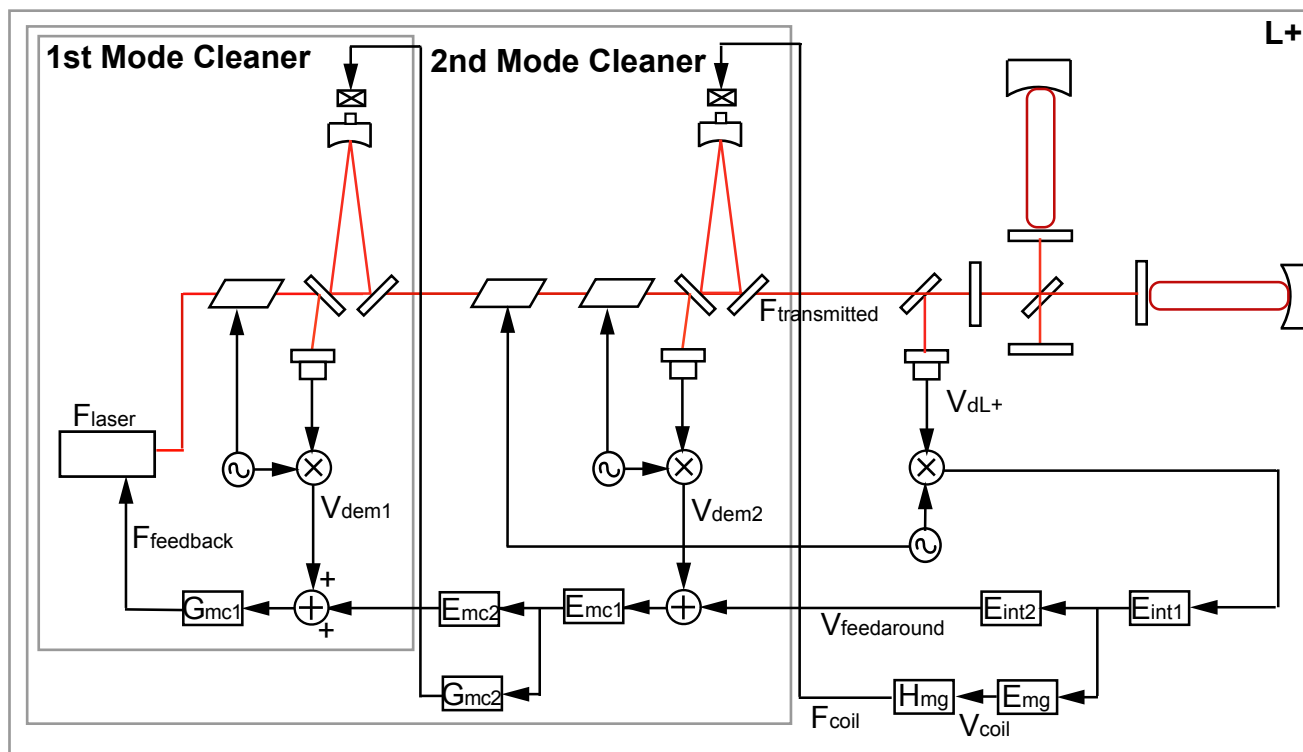 L+
1st Mode Cleaner
2nd Mode Cleaner
Ftransmitted
Flaser
VdL+
Vdem1
Vdem2
Ffeedback
+
Gmc1
+
Emc2
Emc1
Eint2
Eint1
Vfeedaround
Gmc2
Hmg
Emg
Fcoil
Vcoil